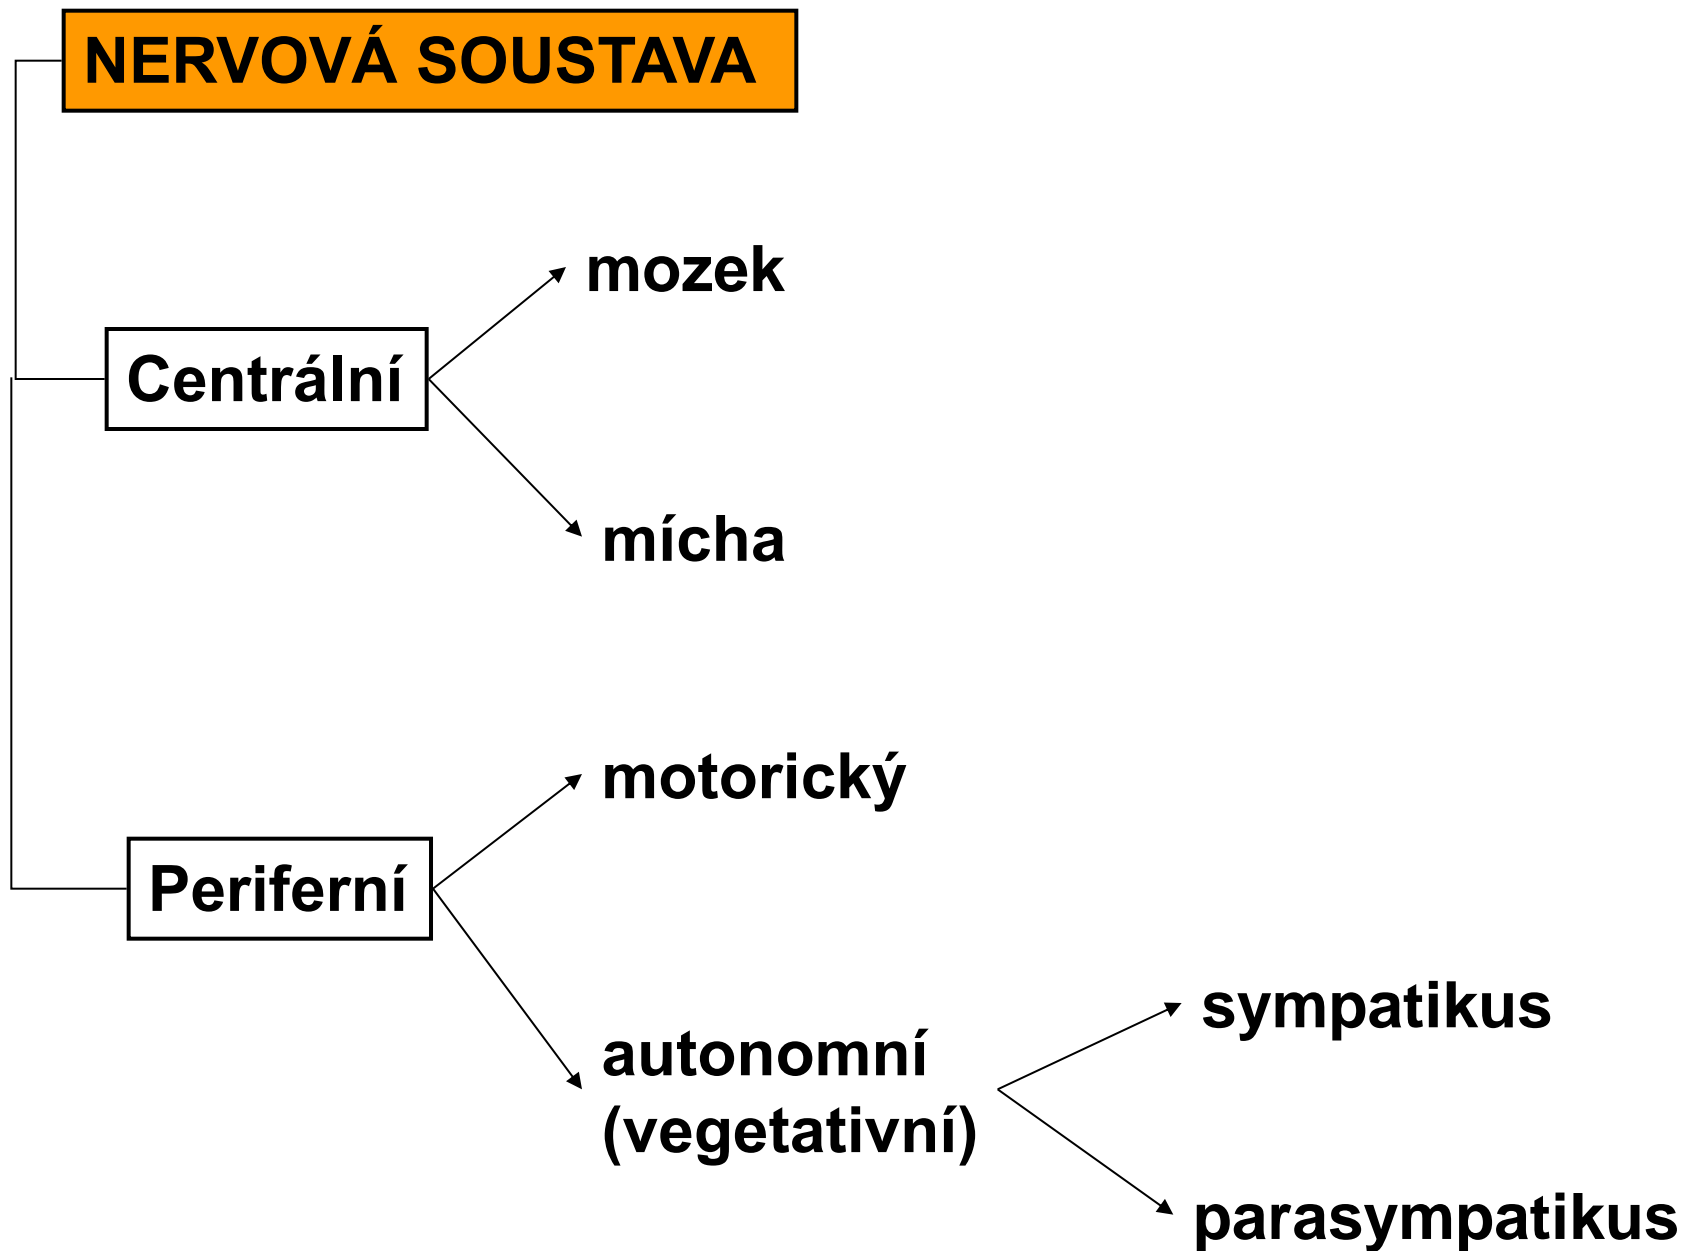 NERVOVÁ SOUSTAVA
mozek
Centrální
mícha
motorický
Periferní
sympatikus
autonomní
(vegetativní)
parasympatikus